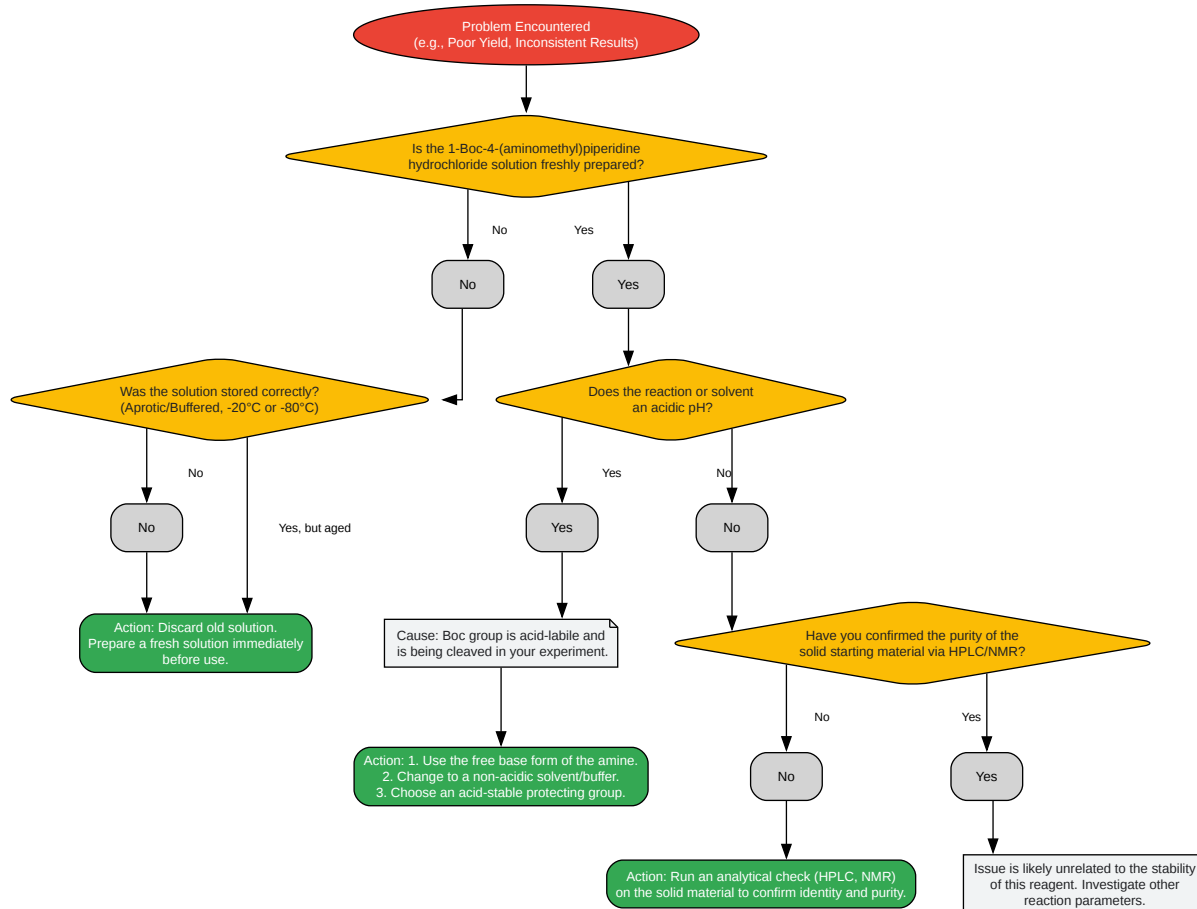 Problem Encountered
(e.g., Poor Yield, Inconsistent Results)
Is the 1-Boc-4-(aminomethyl)piperidine
hydrochloride solution freshly prepared?
No
Yes
No
Yes
Was the solution stored correctly?
(Aprotic/Buffered, -20°C or -80°C)
Does the reaction or solvent
an acidic pH?
No
Yes, but aged
Yes
No
No
Yes
No
Action: Discard old solution.
Prepare a fresh solution immediately
before use.
Cause: Boc group is acid-labile and
is being cleaved in your experiment.
Have you confirmed the purity of the
solid starting material via HPLC/NMR?
No
Yes
Action: 1. Use the free base form of the amine.
2. Change to a non-acidic solvent/buffer.
3. Choose an acid-stable protecting group.
No
Yes
Action: Run an analytical check (HPLC, NMR)
on the solid material to confirm identity and purity.
Issue is likely unrelated to the stability
of this reagent. Investigate other
reaction parameters.